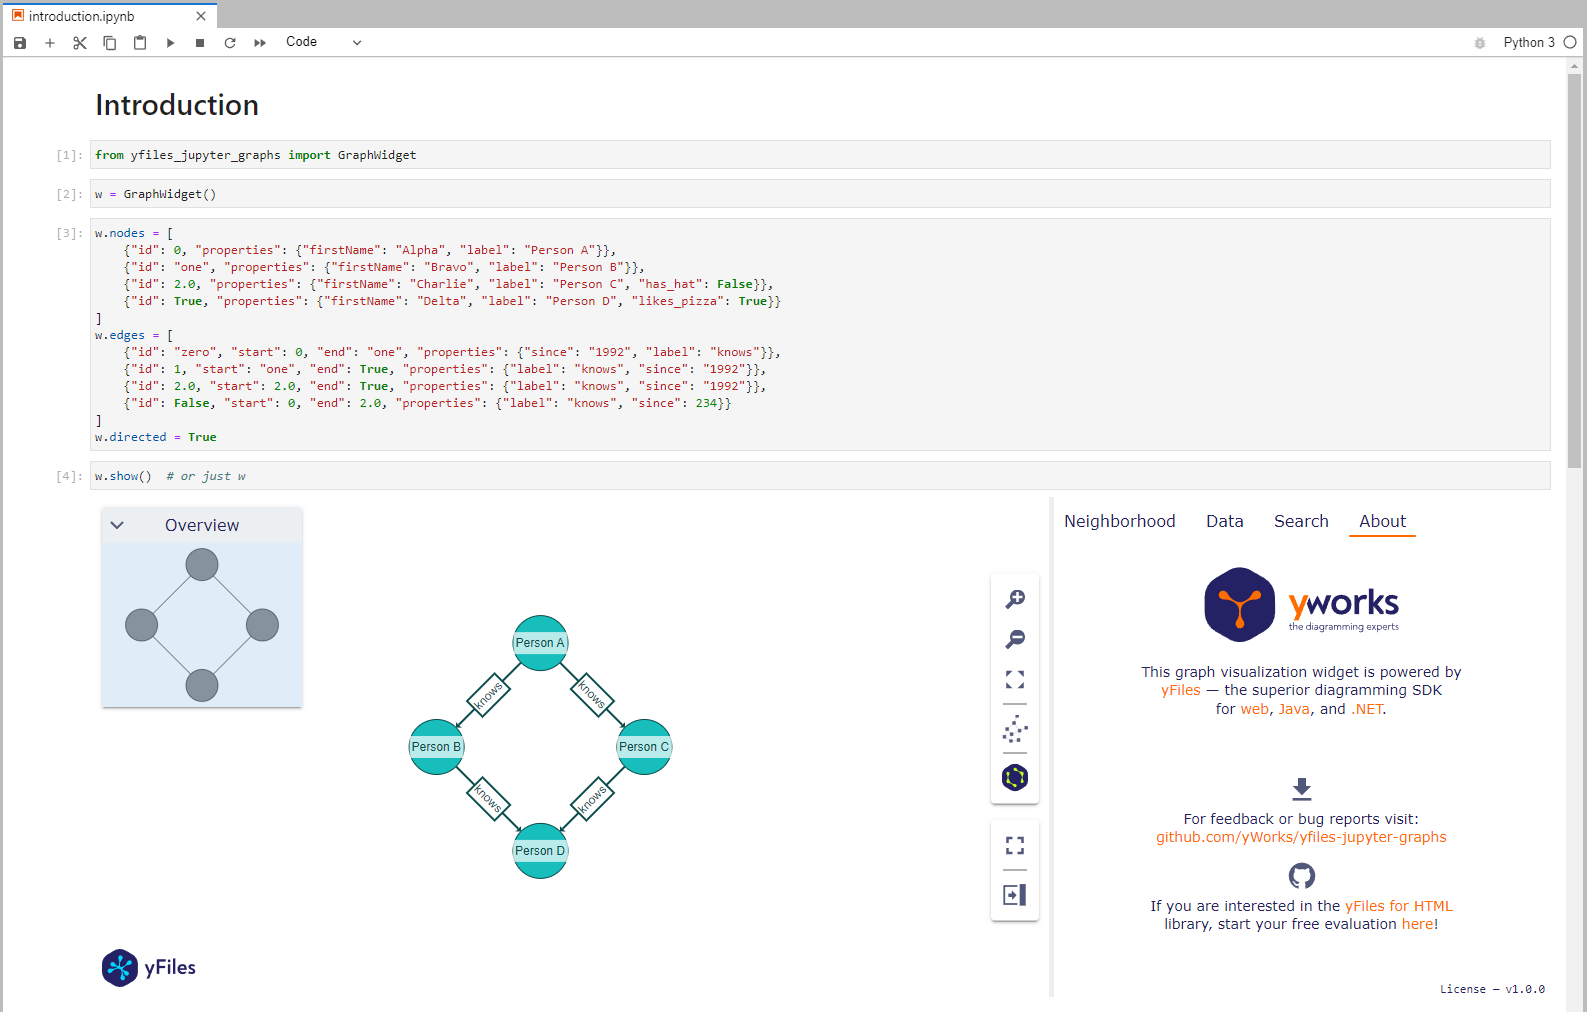 introduction.ipynb
Code
Python 3
Introduction
[1]: from yfiles_jupyter_graphs import GraphWidget
[2]: w = GraphWidget()
[3]: w.nodes = [
    {"id": 0, "properties": {"firstName": "Alpha", "label": "Person A"}},
    {"id": "one", "properties": {"firstName": "Bravo", "label": "Person B"}},
    {"id": 2.0, "properties": {"firstName": "Charlie", "label": "Person C", "has_hat": False}},
    {"id": True, "properties": {"firstName": "Delta", "label": "Person D", "likes_pizza": True}}
]
w.edges = [
    {"id": "zero", "start": 0, "end": "one", "properties": {"since": "1992", "label": "knows"}},
    {"id": 1, "start": "one", "end": True, "properties": {"label": "knows", "since": "1992"}},
    {"id": 2.0, "start": 2.0, "end": True, "properties": {"label": "knows", "since": "1992"}},
    {"id": False, "start": 0, "end": 2.0, "properties": {"label": "knows", "since": 234}}
]
w.directed = True
[4]: w.show()  # or just w
Overview
Person A
knows
knows
Person B
Person C
knows
knows
Person D
yFiles
Neighborhood
Data
Search
About
yworks
the diagramming experts
This graph visualization widget is powered by
yFiles — the superior diagramming SDK
for web, Java, and .NET.
For feedback or bug reports visit:
github.com/yWorks/yfiles-jupyter-graphs
If you are interested in the yFiles for HTML
library, start your free evaluation here!
License — v1.0.0